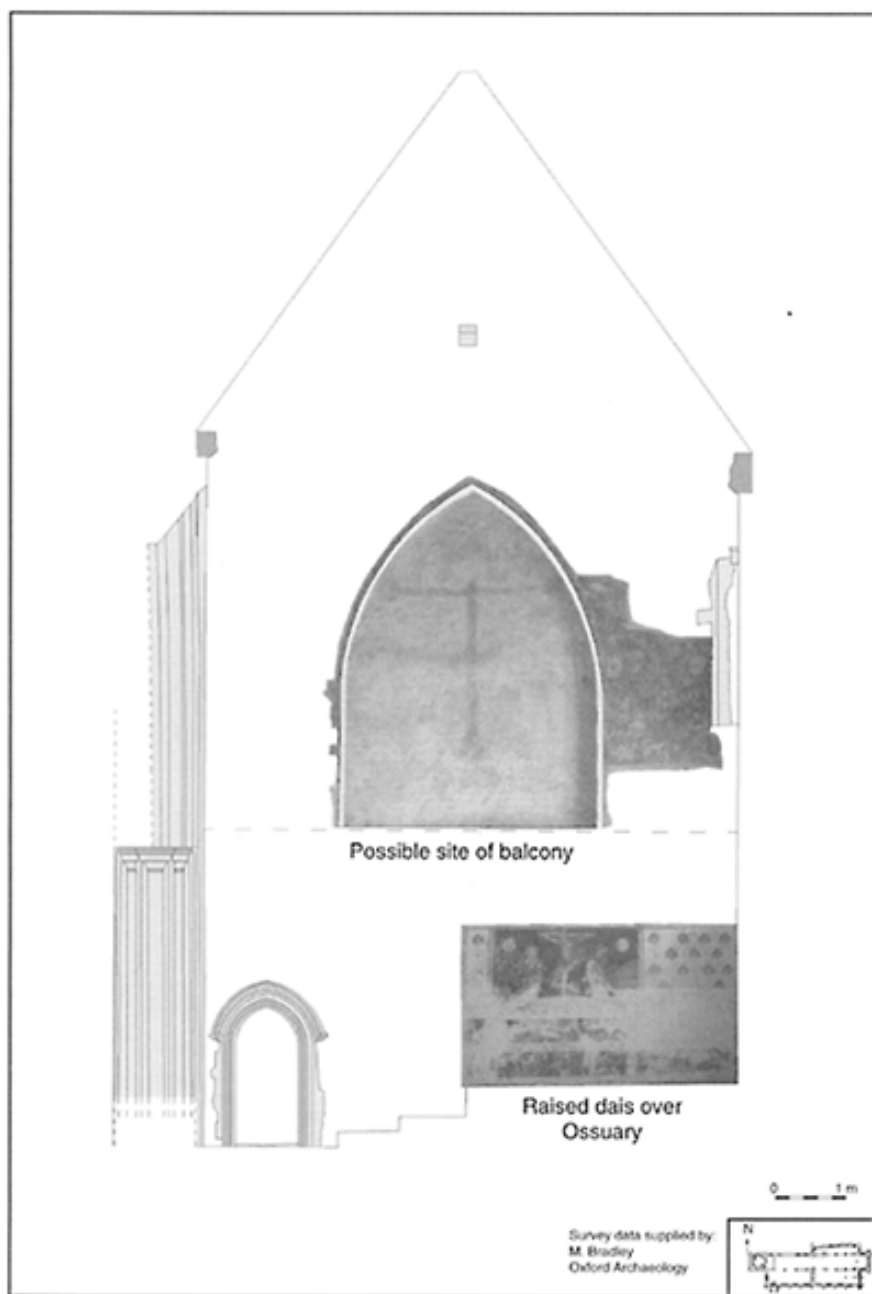 Possible site of balcony
Raised dais over
Ossuary
0 1 m
Survey data supplied by:
M. Bradley
Oxford Archaeology
N